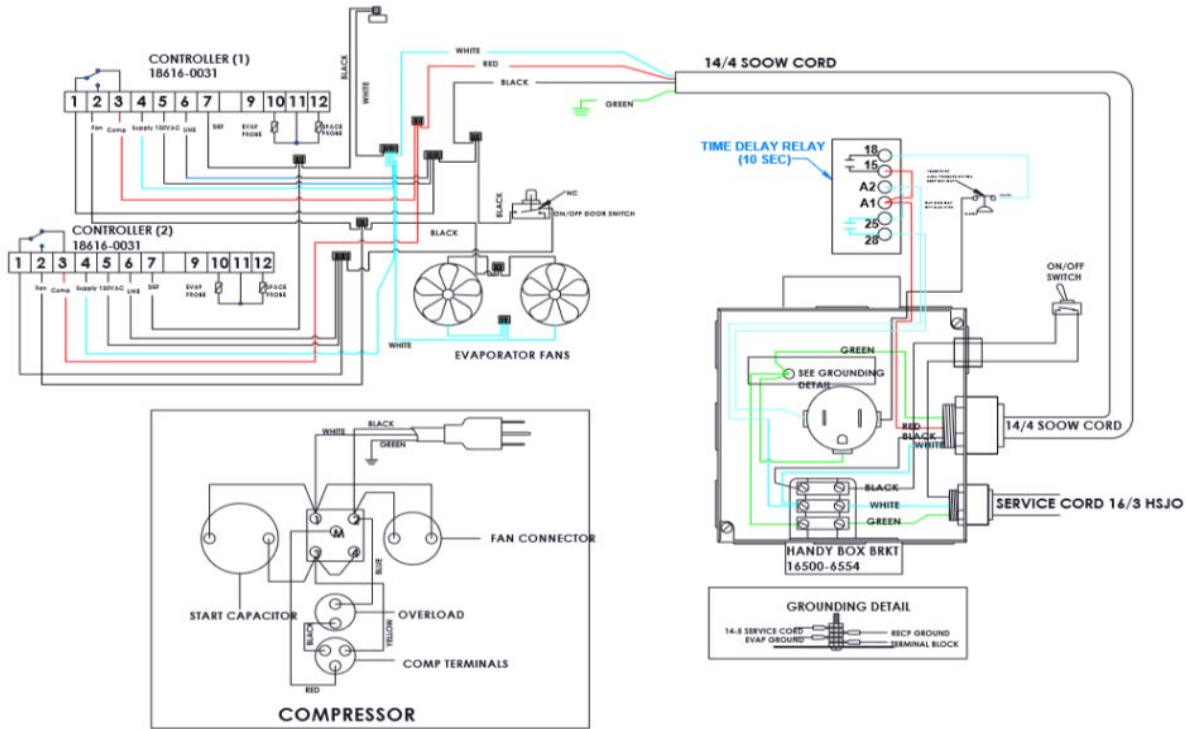 CONTROLLER (1)
18616-0031
1 2 3 4 5 6 7 9 10 11 12
Fan Comp Supply 120VAC LINE DEF EVAP PROBE SPACE PROBE
BLACK
WHITE
WHITE
RED
BLACK
GREEN
14/4 SOOW CORD
TIME DELAY RELAY
(10 SEC)
18
15
A2
A1
25
28
BLACK
NC
ON/OFF DOOR SWITCH
BLACK
CONTROLLER (2)
18616-0031
1 2 3 4 5 6 7 9 10 11 12
Fan Comp Supply 120VAC LINE DEF EVAP PROBE SPACE PROBE
WHITE
EVAPORATOR FANS
ON/OFF
SWITCH
GREEN
SEE GROUNDING
DETAIL
RED
BLACK
WHITE
14/4 SOOW CORD
BLACK
WHITE
GREEN
SERVICE CORD 16/3 HSJO
HANDY BOX BRKT
16500-6554
BLACK
WHITE
GREEN
1
2
M
4
FAN CONNECTOR
BLUE
START CAPACITOR
OVERLOAD
BLACK
YELLOW
COMP TERMINALS
RED
COMPRESSOR
GROUNDING DETAIL
14-5 SERVICE CORD
EVAP GROUND
RECP GROUND
TERMINAL BLOCK